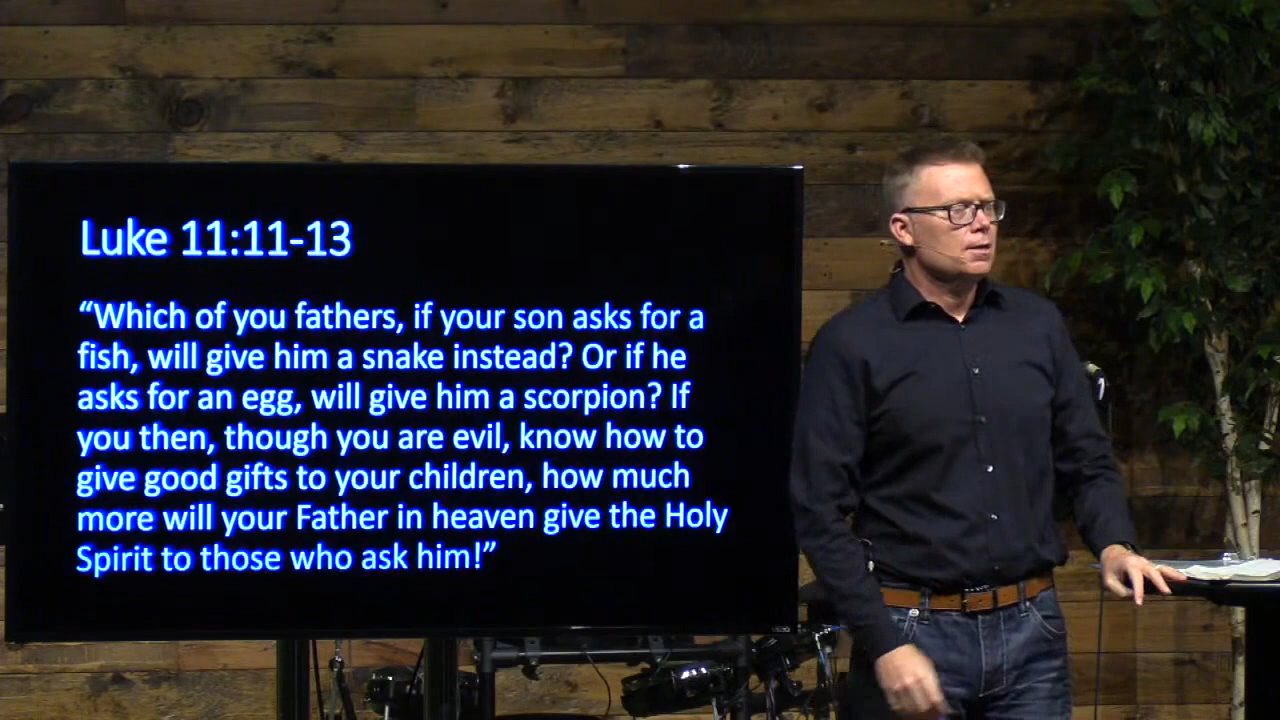 Luke 11:11-13
“Which of you fathers, if your son asks for a
fish, will give him a snake instead? Or if he
asks for an egg, will give him a scorpion? If
you then, though you are evil, know how to
give good gifts to your children, how much
more will your Father in heaven give the Holy
Spirit to those who ask him!”